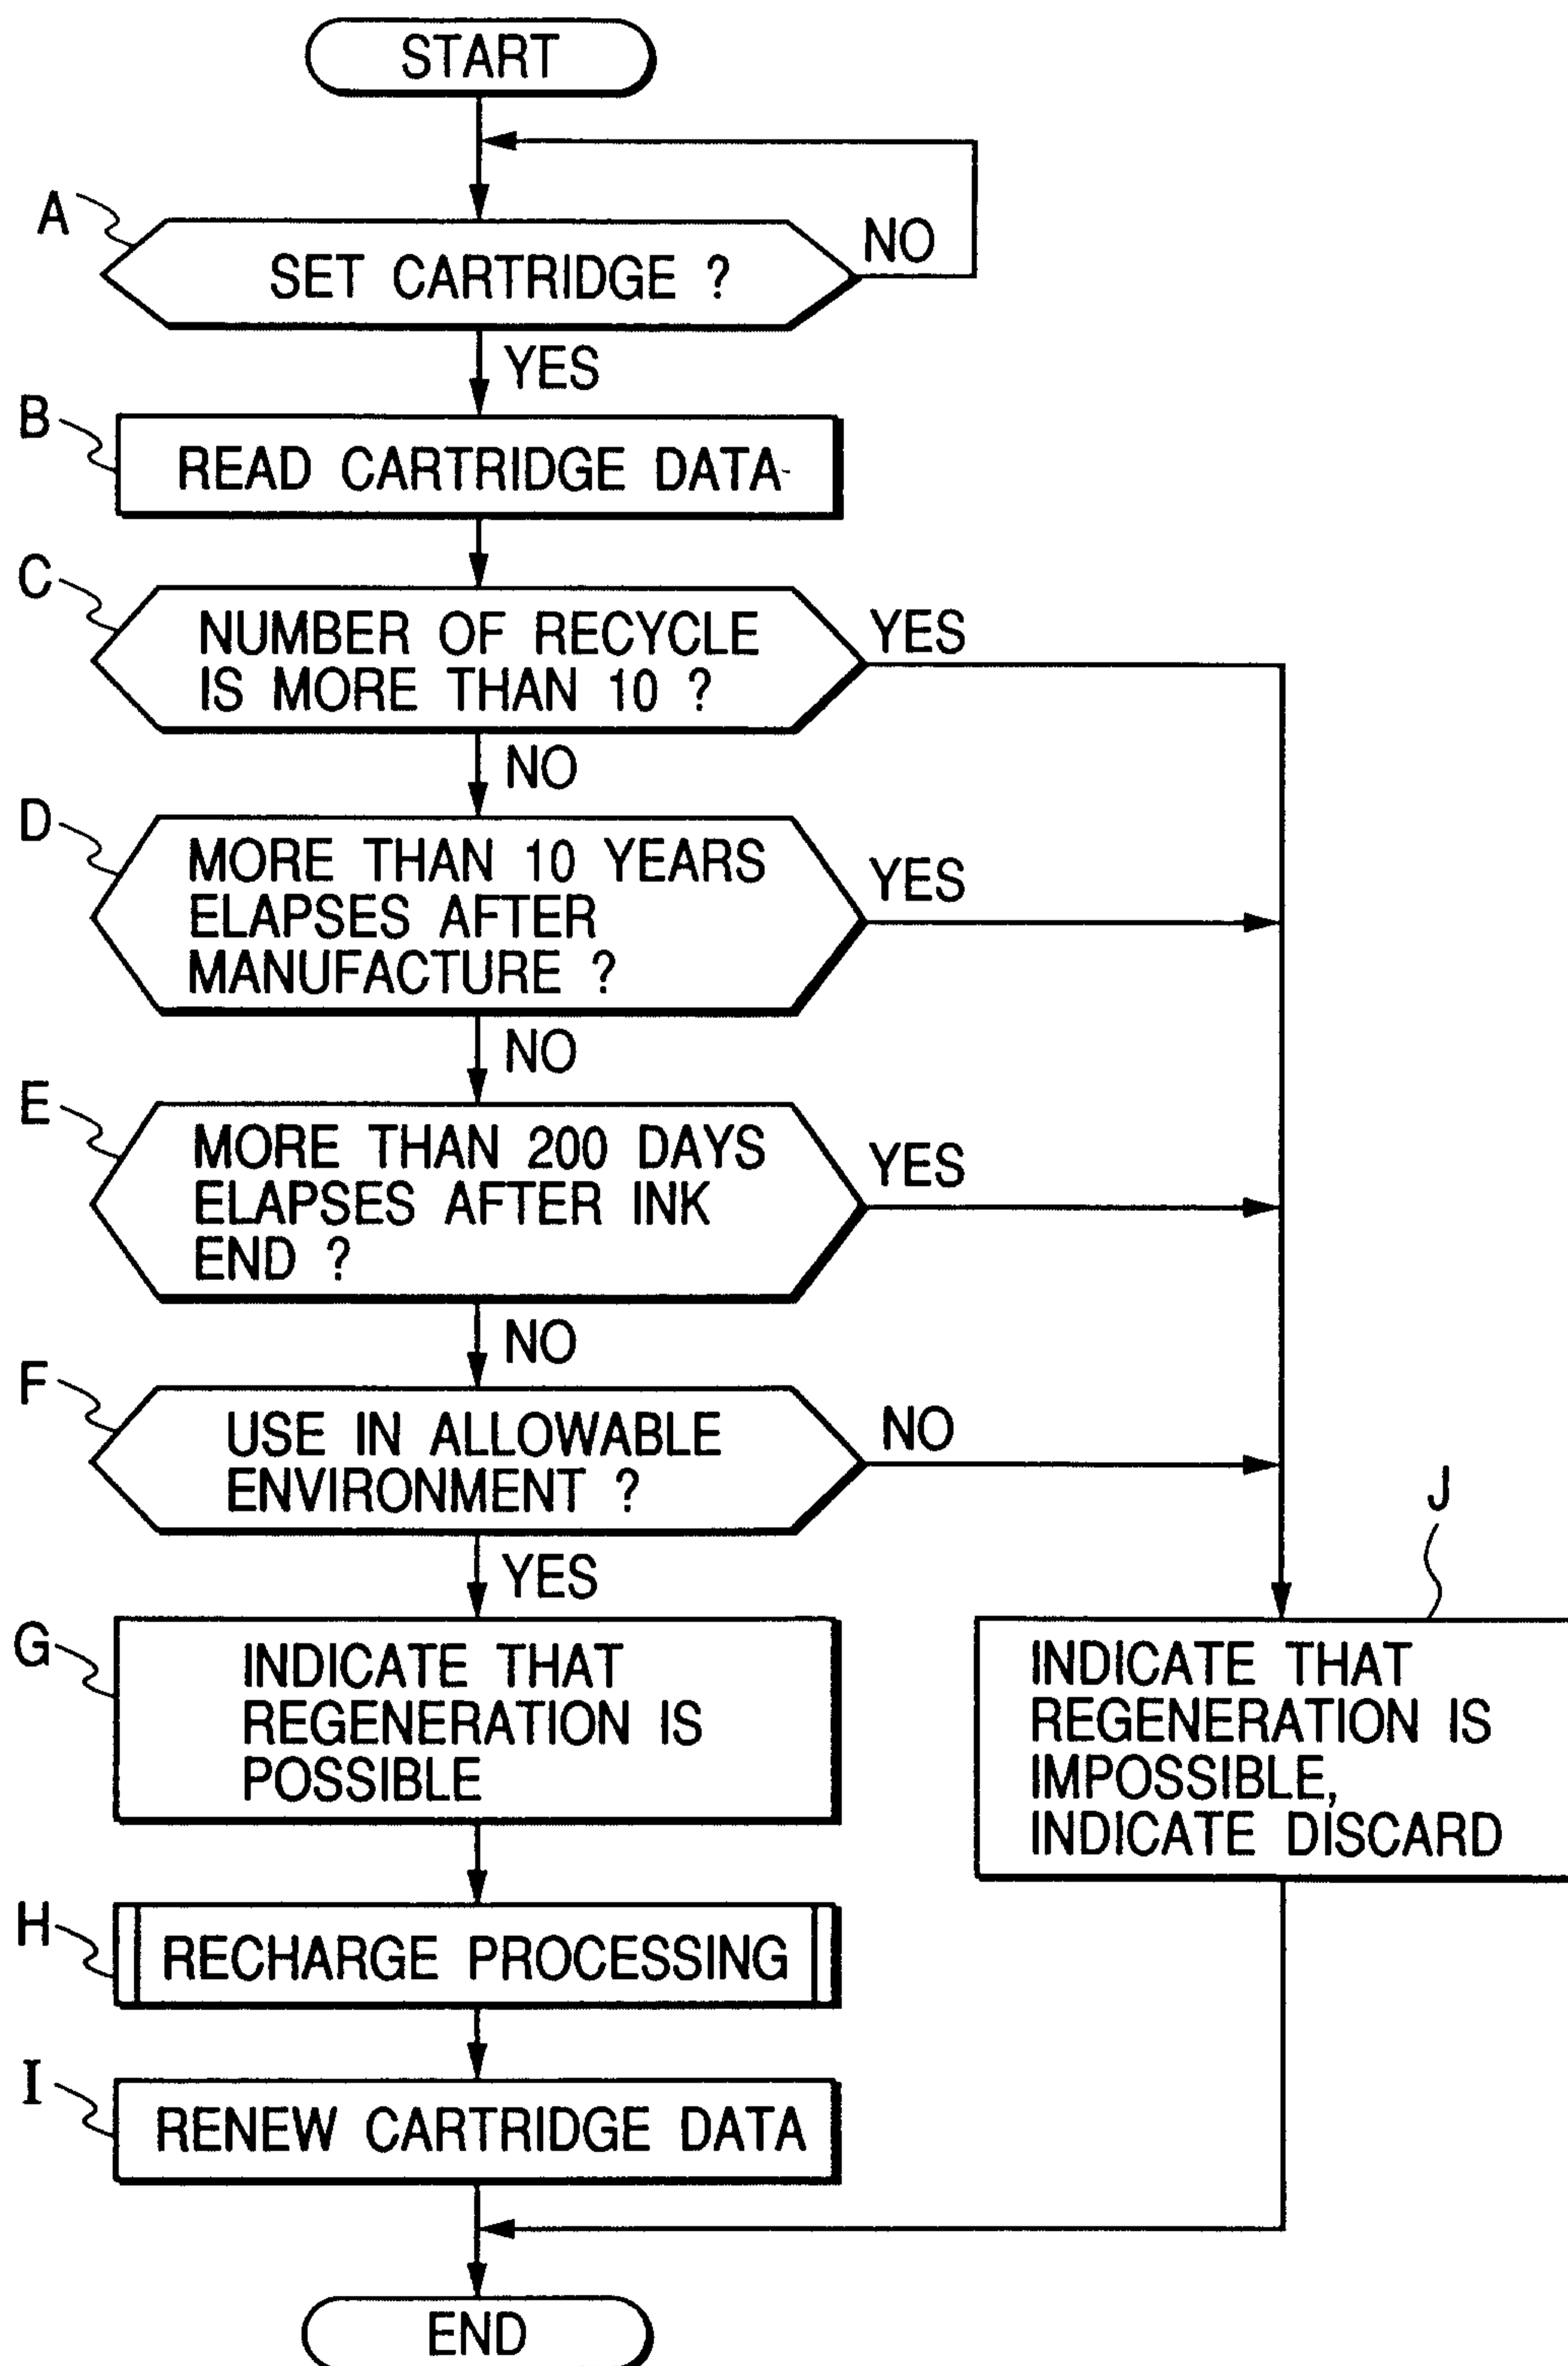 START
A
SET CARTRIDGE ?
NO
YES
B
READ CARTRIDGE DATA
C
NUMBER OF RECYCLE
IS MORE THAN 10 ?
YES
NO
D
MORE THAN 10 YEARS
ELAPSES AFTER
MANUFACTURE ?
YES
NO
E
MORE THAN 200 DAYS
ELAPSES AFTER INK
END ?
YES
NO
F
USE IN ALLOWABLE
ENVIRONMENT ?
NO
YES
G
INDICATE THAT
REGENERATION IS
POSSIBLE
J
INDICATE THAT
REGENERATION IS
IMPOSSIBLE,
INDICATE DISCARD
H
RECHARGE PROCESSING
I
RENEW CARTRIDGE DATA
END